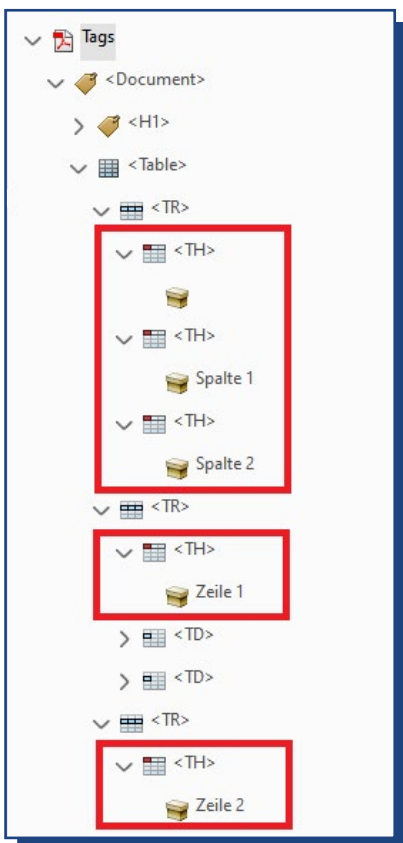 Tags
<Document>
<H1>
<Table>
<TR>
<TH>
<TH>
Spalte 1
<TH>
Spalte 2
<TR>
<TH>
Zeile 1
<TD>
<TD>
<TR>
<TH>
Zeile 2